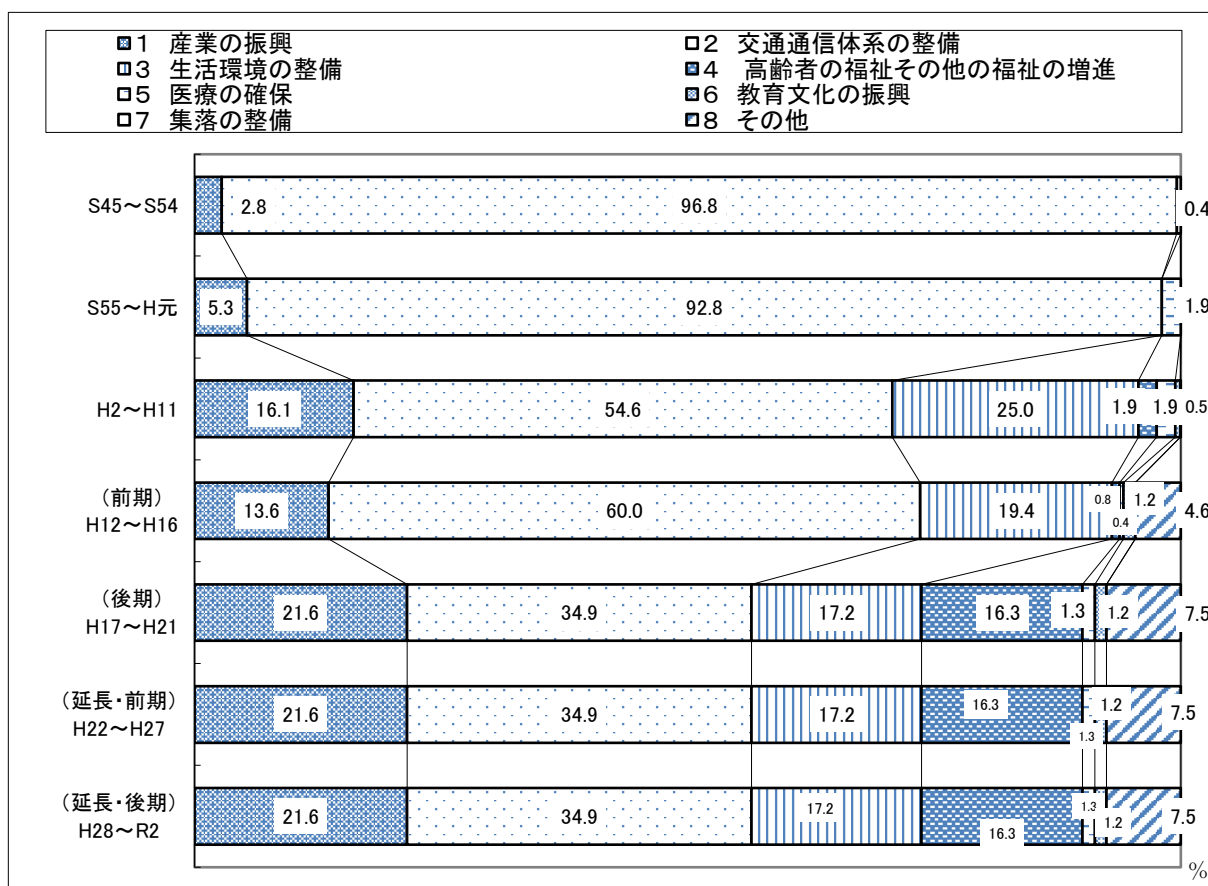 1 産業の振興
2 交通通信体系の整備
3 生活環境の整備
4 高齢者の福祉その他の福祉の増進
5 医療の確保
6 教育文化の振興
7 集落の整備
8 その他
S45～S54 2.8 96.8 0.4
S55～H元 5.3 92.8 1.9
H2～H11 16.1 54.6 25.0 1.9 1.9 0.5
(前期)
H12～H16 13.6 60.0 19.4 0.8 0.4 1.2 4.6
(後期)
H17～H21 21.6 34.9 17.2 16.3 1.3 1.2 7.5
(延長・前期)
H22～H27 21.6 34.9 17.2 16.3 1.3 1.2 7.5
(延長・後期)
H28～R2 21.6 34.9 17.2 16.3 1.3 1.2 7.5
%